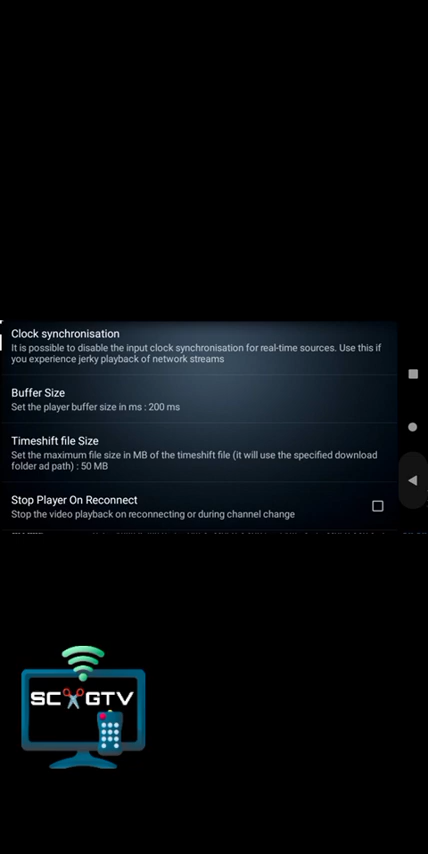 Clock synchronisation
It is possible to disable the input clock synchronisation for real-time sources. Use this if
you experience jerky playback of network streams
Buffer Size
Set the player buffer size in ms : 200 ms
Timeshift file Size
Set the maximum file size in MB of the timeshift file (it will use the specified download
folder ad path) : 50 MB
Stop Player On Reconnect
Stop the video playback on reconnecting or during channel change
SC GTV